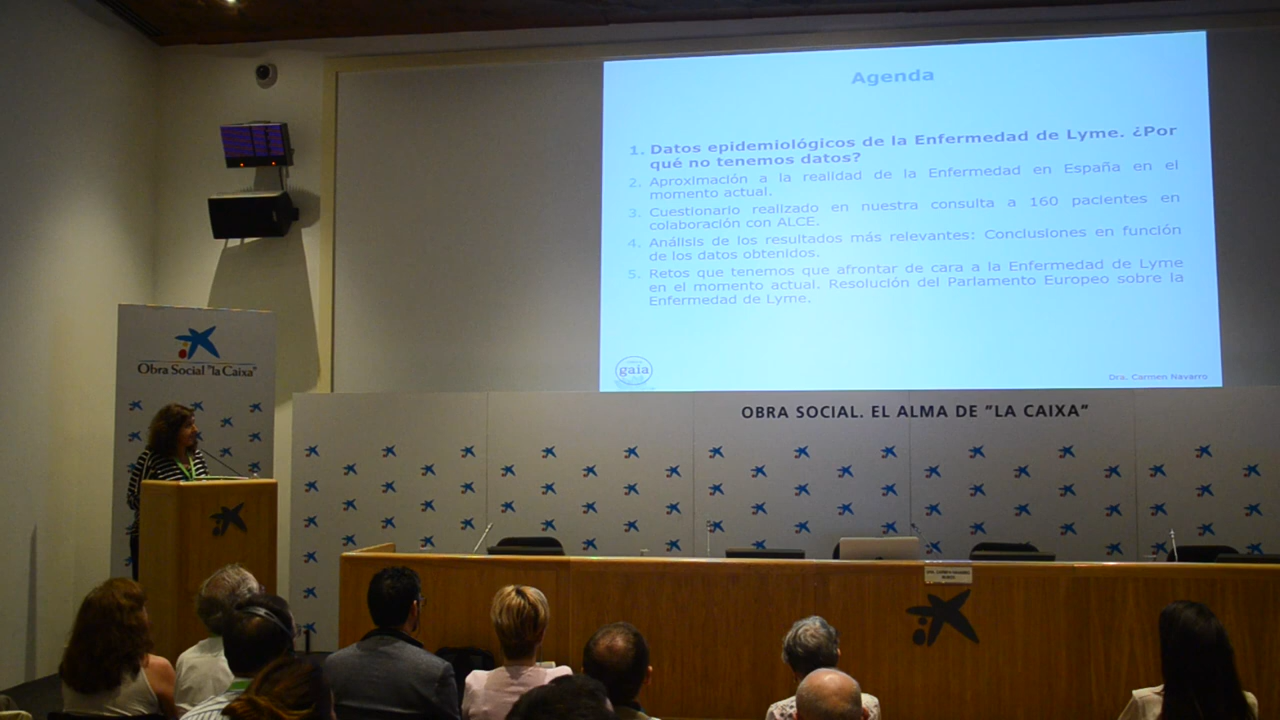 Agenda
1. Datos epidemiológicos de la Enfermedad de Lyme. ¿Por
qué no tenemos datos?
2. Aproximación a la realidad de la Enfermedad en España en el
momento actual.
3. Cuestionario realizado en nuestra consulta a 160 pacientes en
colaboración con ALCE.
4. Análisis de los resultados más relevantes: Conclusiones en función
de los datos obtenidos.
5. Retos que tenemos que afrontar de cara a la Enfermedad de Lyme
en el momento actual. Resolución del Parlamento Europeo sobre la
Enfermedad de Lyme.
gaia
Dra. Carmen Navarro
Obra Social "la Caixa"
OBRA SOCIAL. EL ALMA DE "LA CAIXA"
DRA. CARMEN NAVARRO